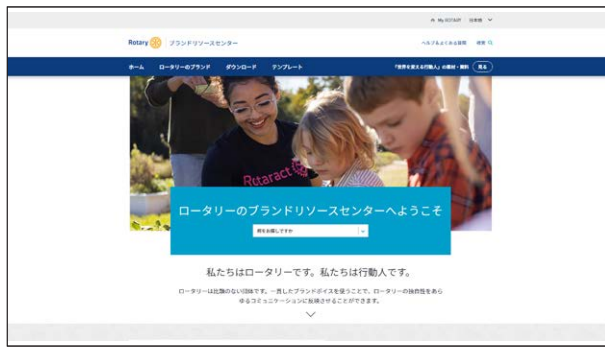 My ROTARY 日本語
Rotary ブランドリソースセンター ヘルプ＆よくある質問 検索
ホーム ロータリーのブランド ダウンロード テンプレート 「世界を変える行動人」の素材・資料 見る
Rotaract
ロータリーのブランドリソースセンターへようこそ
何をお探しですか
私たちはロータリーです。私たちは行動人です。
ロータリーは比類のない団体です。一貫したブランドボイスを使うことで、ロータリーの独自性をあら
ゆるコミュニケーションに反映させることができます。